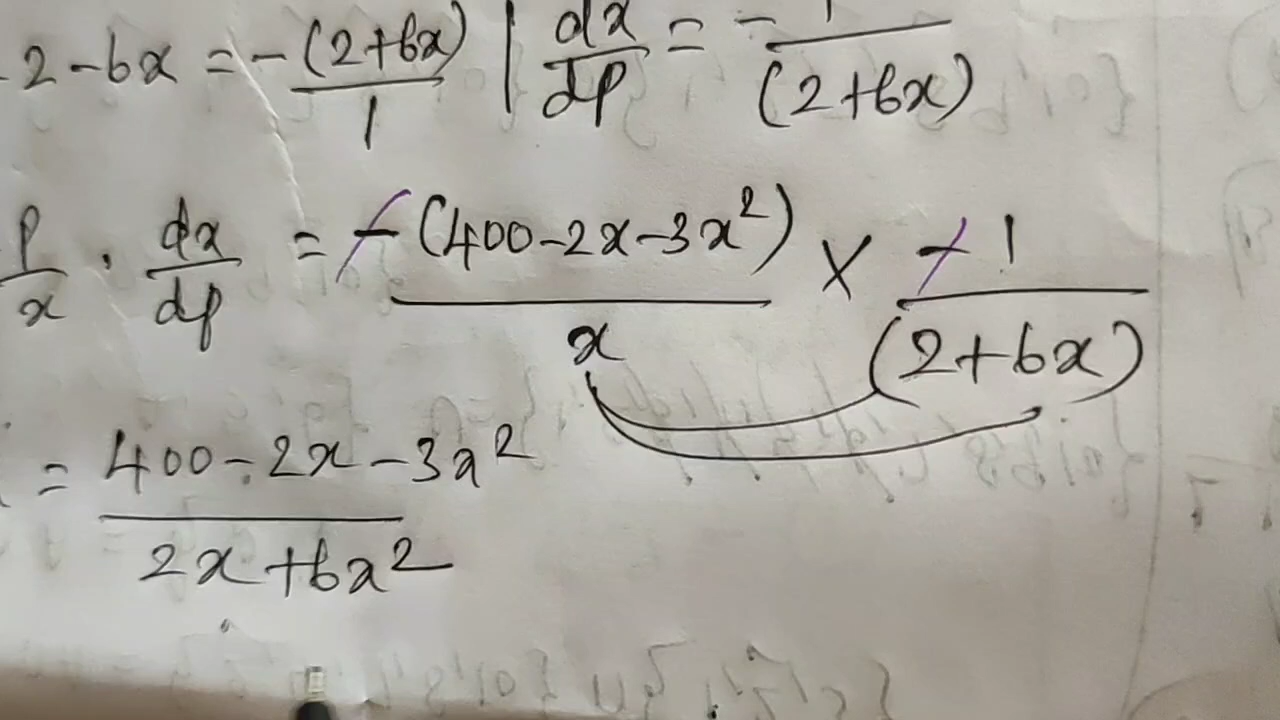 -2-6x = -(2+6x)/1 | dx/dp = -1/(2+6x)
p/x · dx/dp = -(400-2x-3x²)/x × -1/(2+6x)
= 400-2x-3x²/2x+6x²